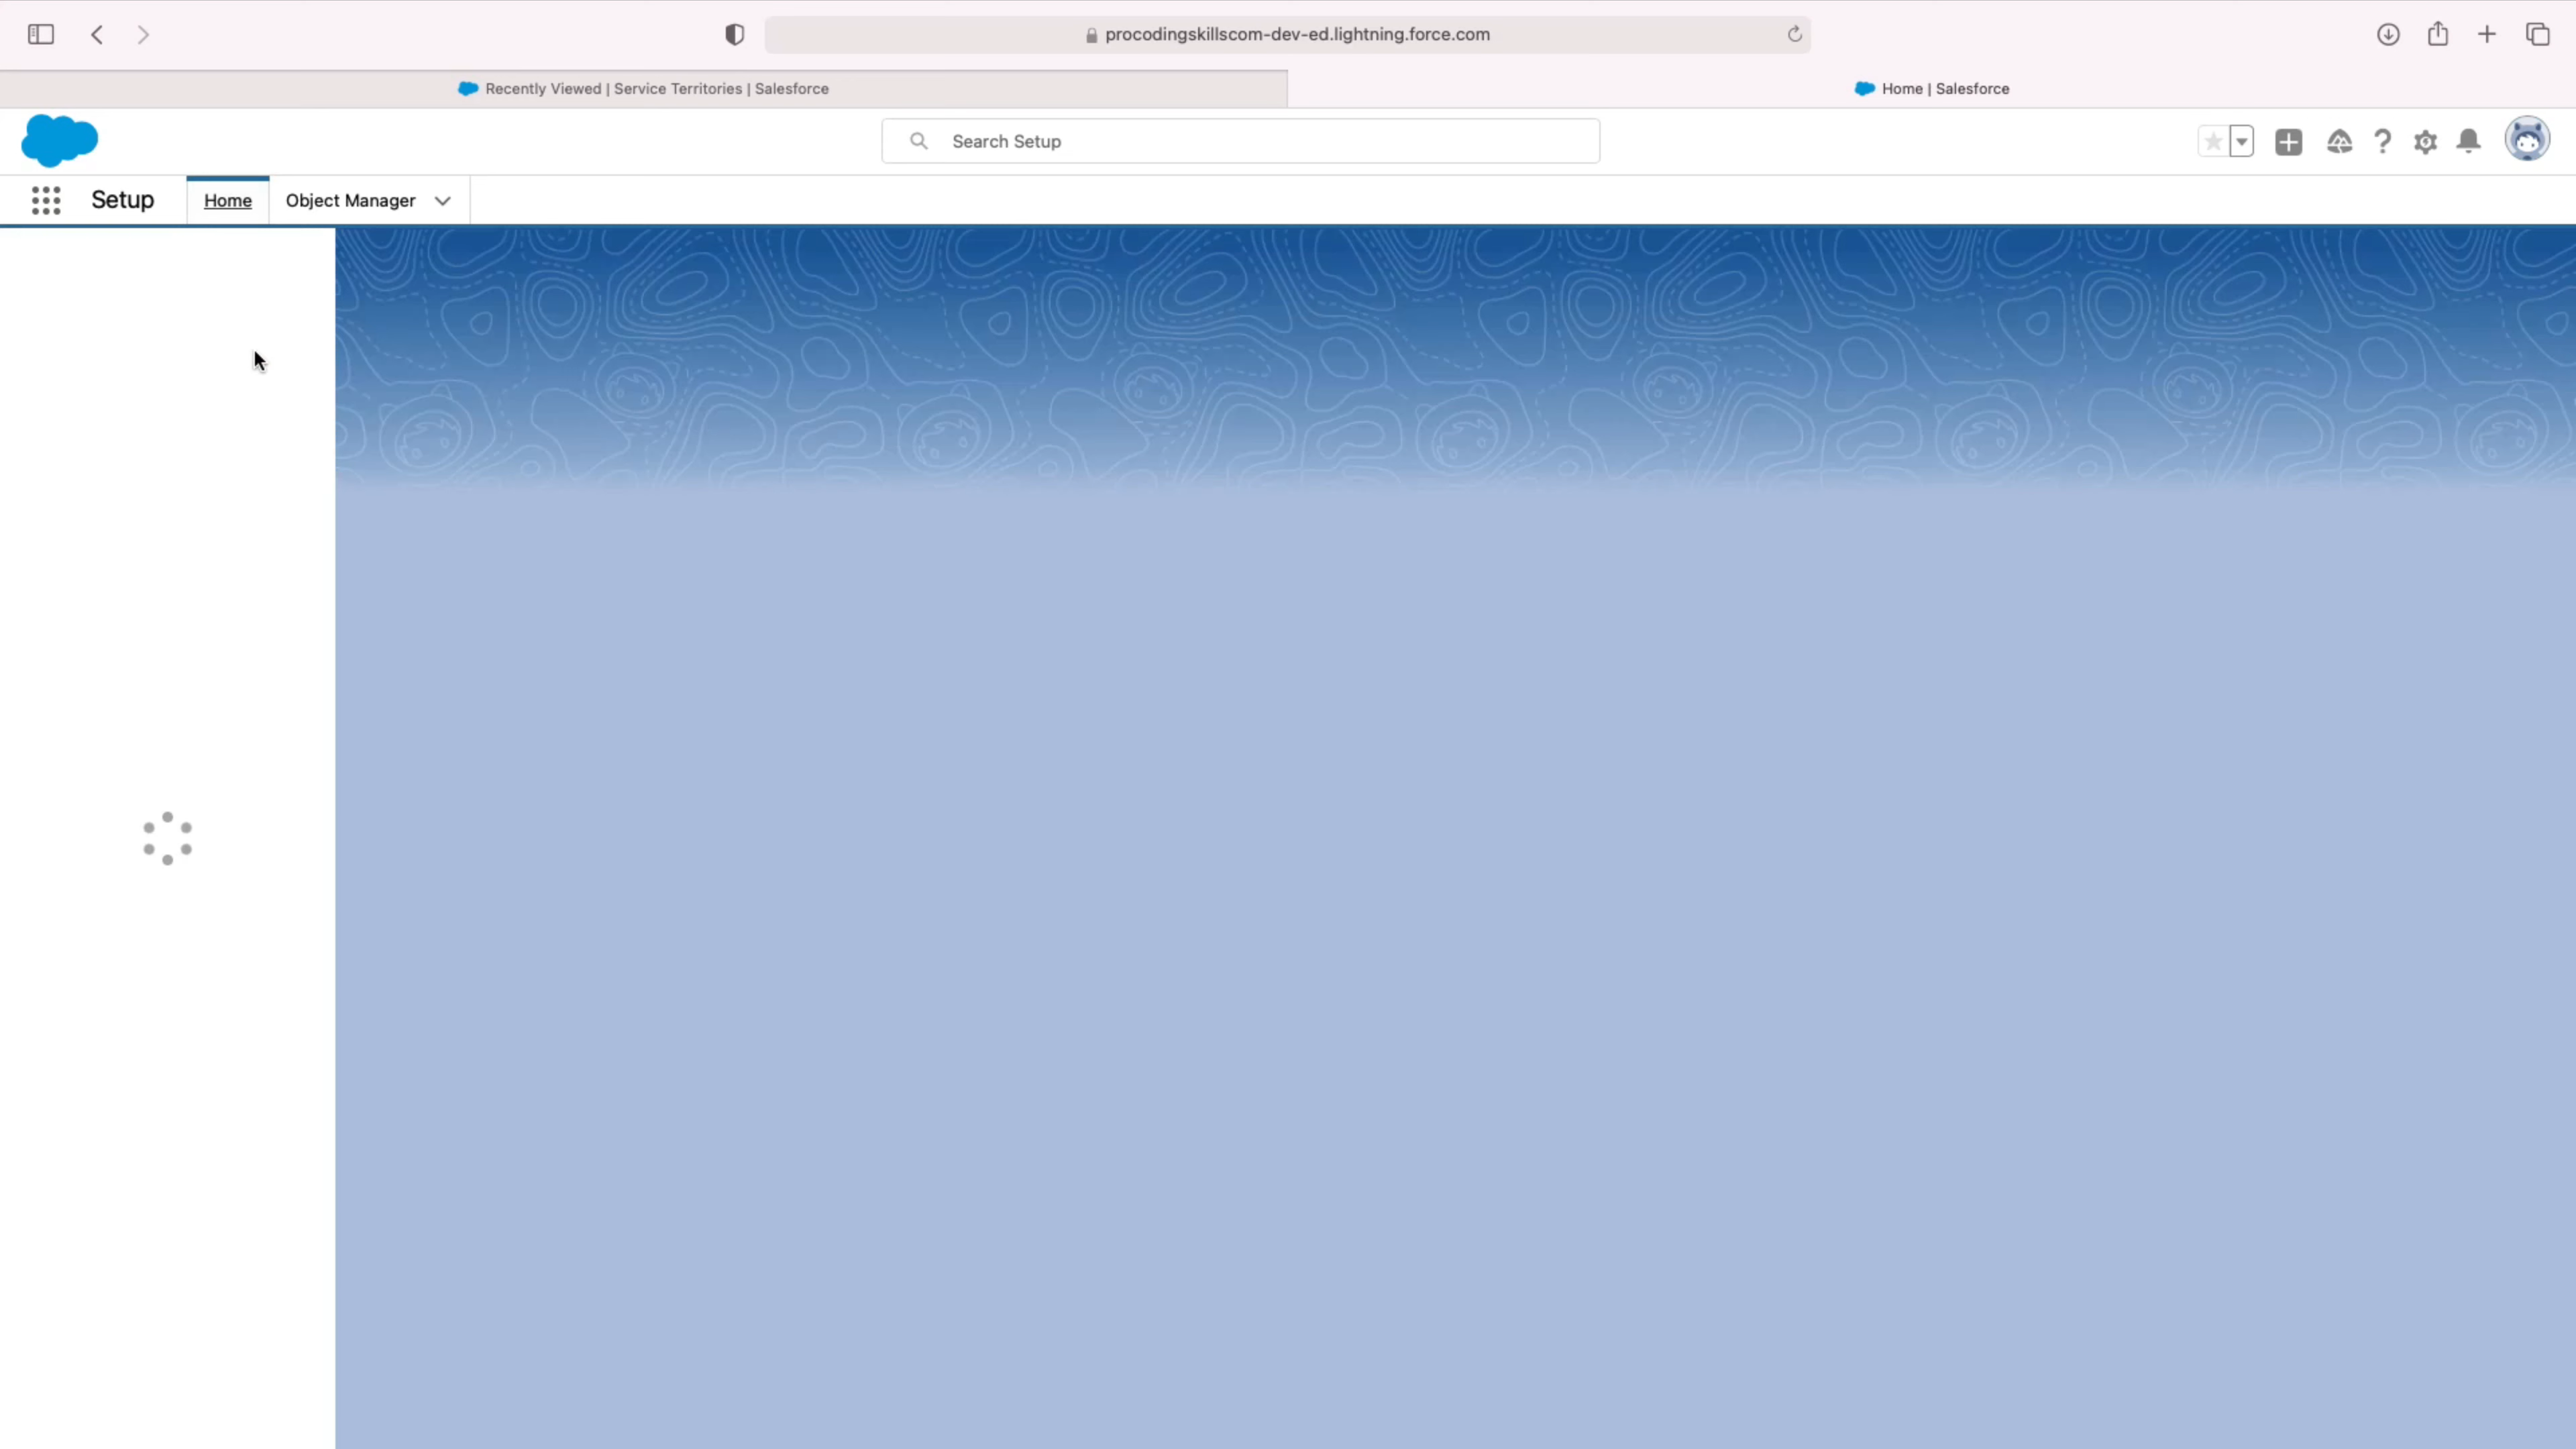 procodingskillscom-dev-ed.lightning.force.com
Recently Viewed | Service Territories | Salesforce
Home | Salesforce
Search Setup
Setup
Home
Object Manager